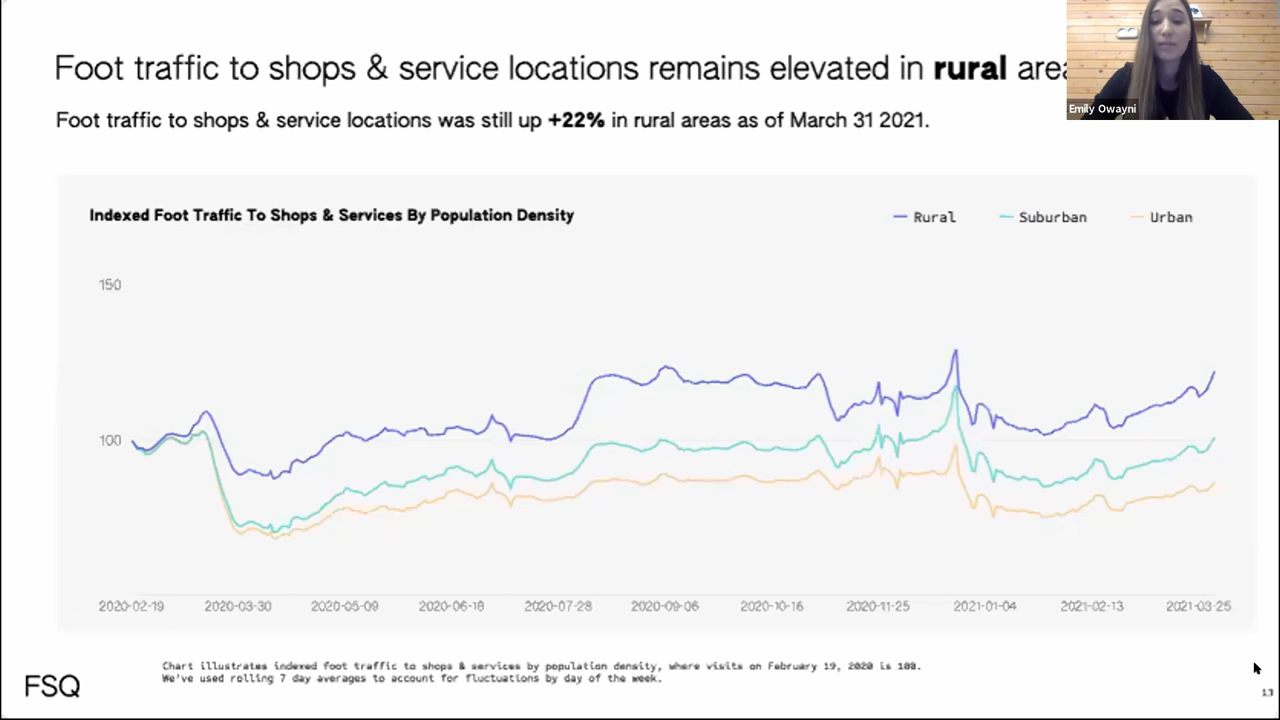 Foot traffic to shops & service locations remains elevated in rural area
Emily Owayni
Foot traffic to shops & service locations was still up +22% in rural areas as of March 31 2021.
Indexed Foot Traffic To Shops & Services By Population Density
Rural Suburban Urban
150
100
2020-02-19 2020-03-30 2020-05-09 2020-06-18 2020-07-28 2020-09-06 2020-10-16 2020-11-25 2021-01-04 2021-02-13 2021-03-25
Chart illustrates indexed foot traffic to shops & services by population density, where visits on February 19, 2020 is 100.
We've used rolling 7 day averages to account for fluctuations by day of the week.
FSQ
13